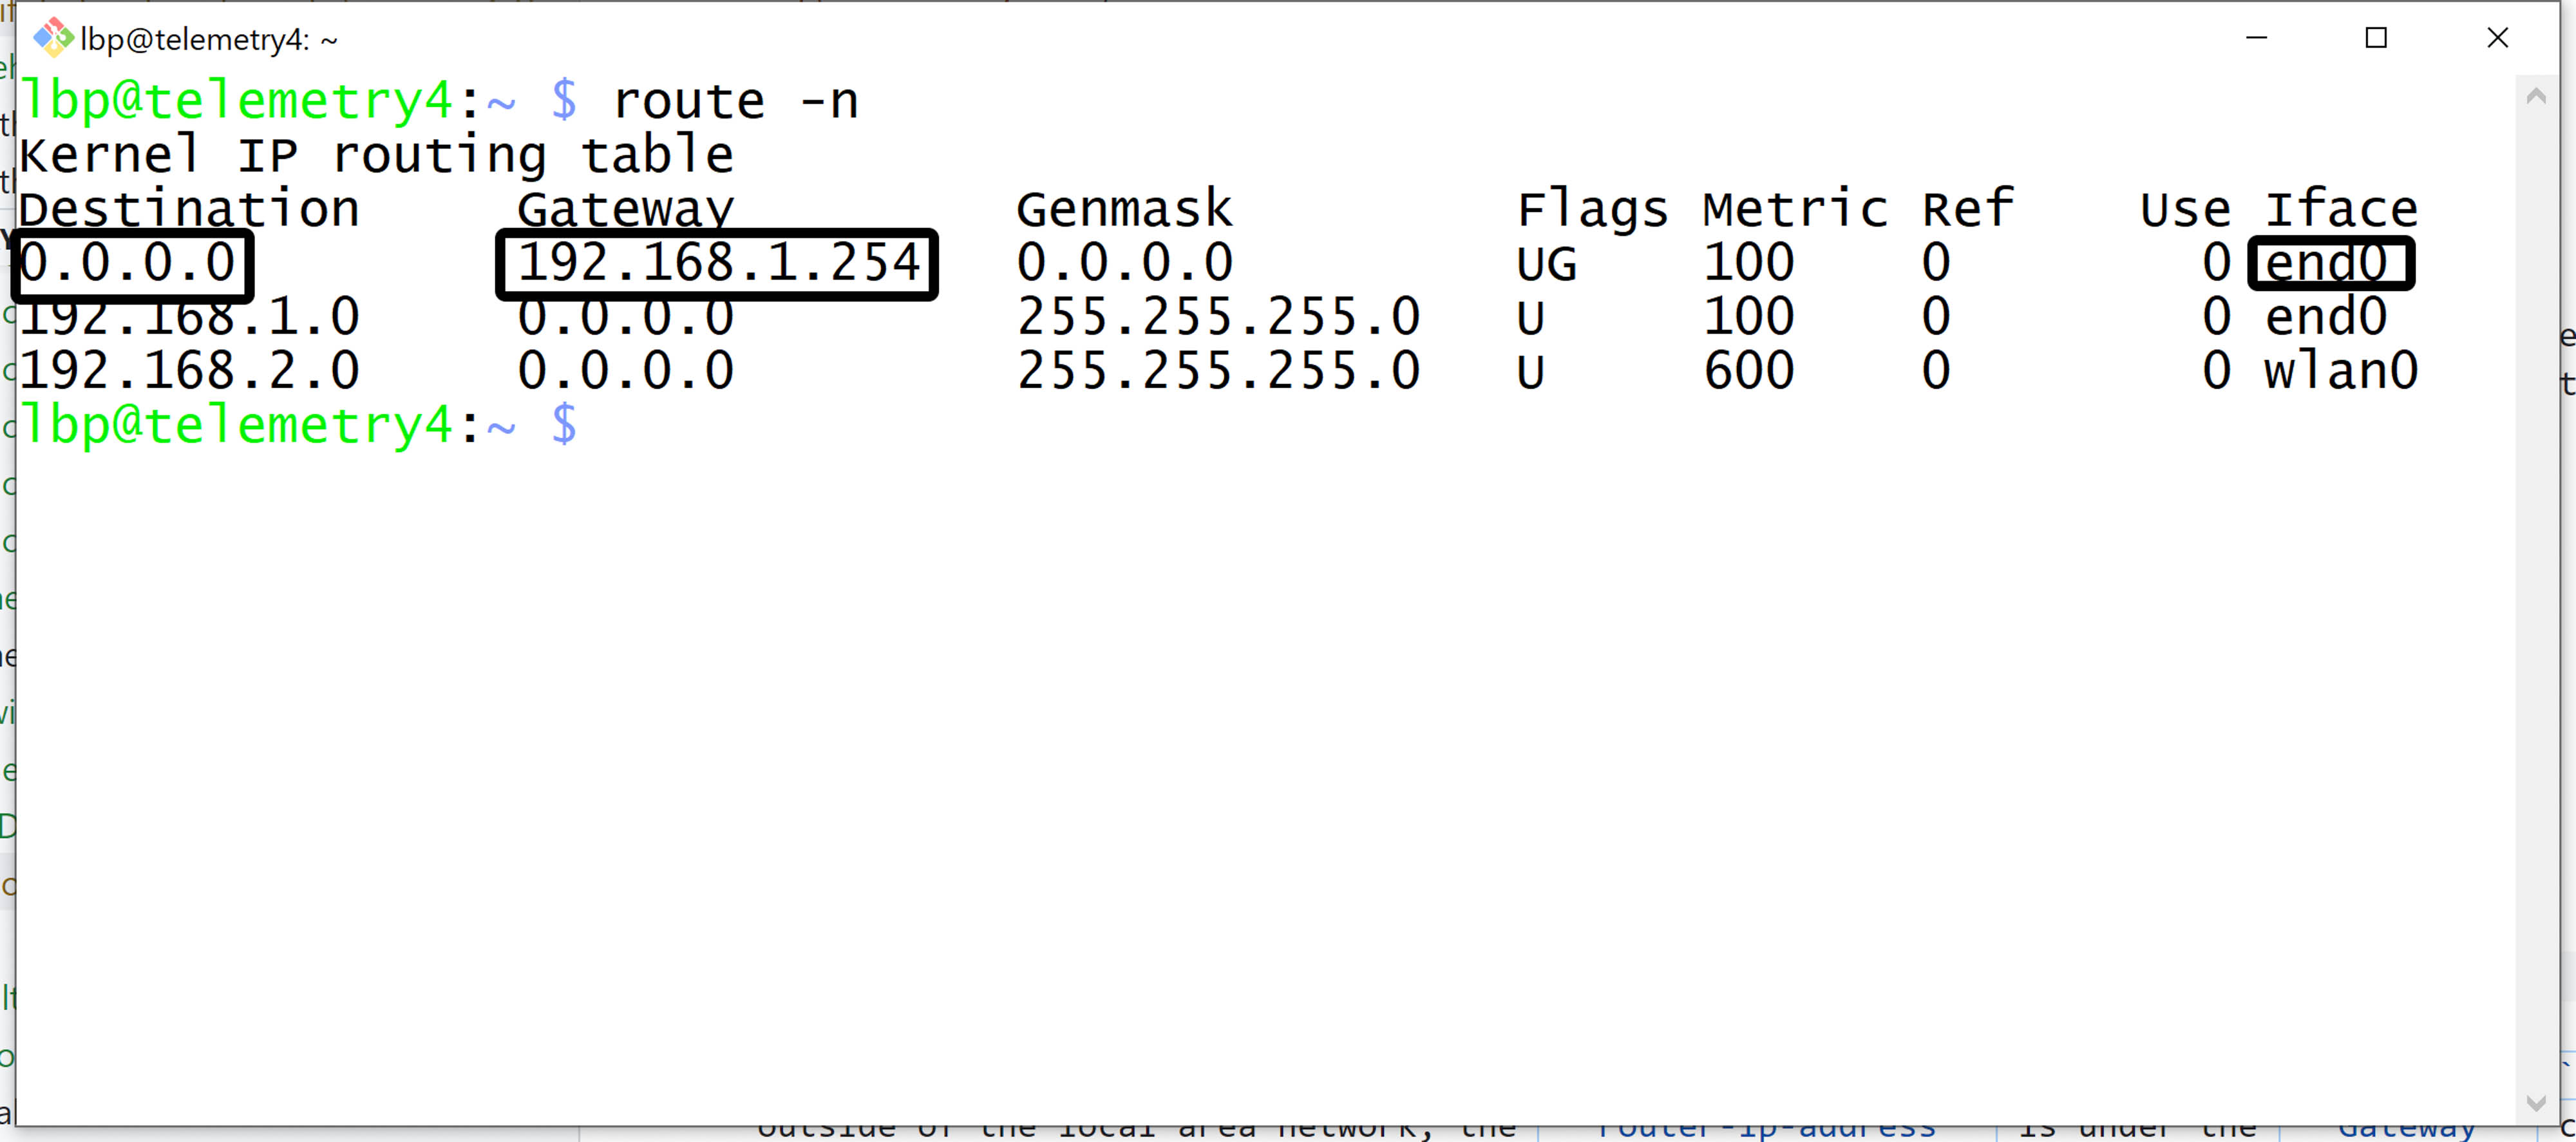 lbp@telemetry4: ~
lbp@telemetry4:~ $ route -n
Kernel IP routing table
Destination Gateway Genmask Flags Metric Ref Use Iface
0.0.0.0 192.168.1.254 0.0.0.0 UG 100 0 0 end0
192.168.1.0 0.0.0.0 255.255.255.0 U 100 0 0 end0
192.168.2.0 0.0.0.0 255.255.255.0 U 600 0 0 wlan0
lbp@telemetry4:~ $
outside of the local area network, the router-ip-address is under the Gateway